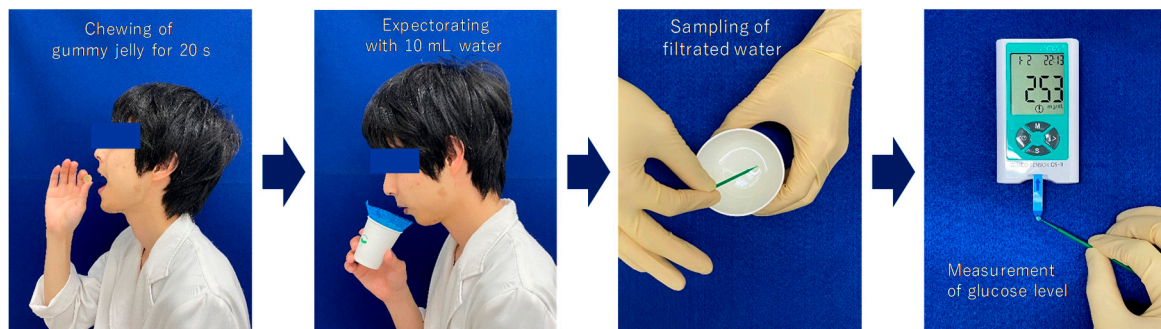 Chewing of
gummy jelly for 20 s
Expectorating
with 10 mL water
Sampling of
filtrated water
253
mg/dL
M
S
Measurement
of glucose level